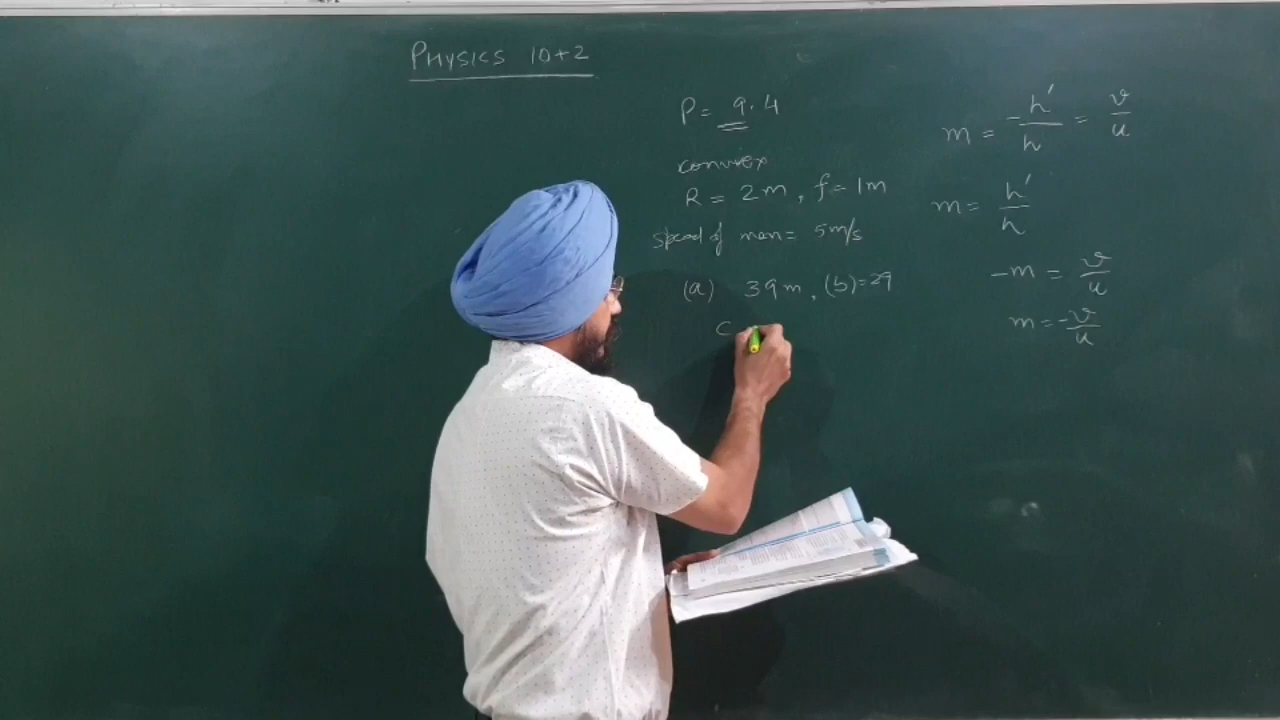 PHYSICS 10+2
P = 9.4
convex
R = 2m, f = 1m
speed of man = 5m/s
(a) 39m, (b) = 29
C
m = -h'/h = v/u
m = h'/h
-m = v/u
m = -v/u